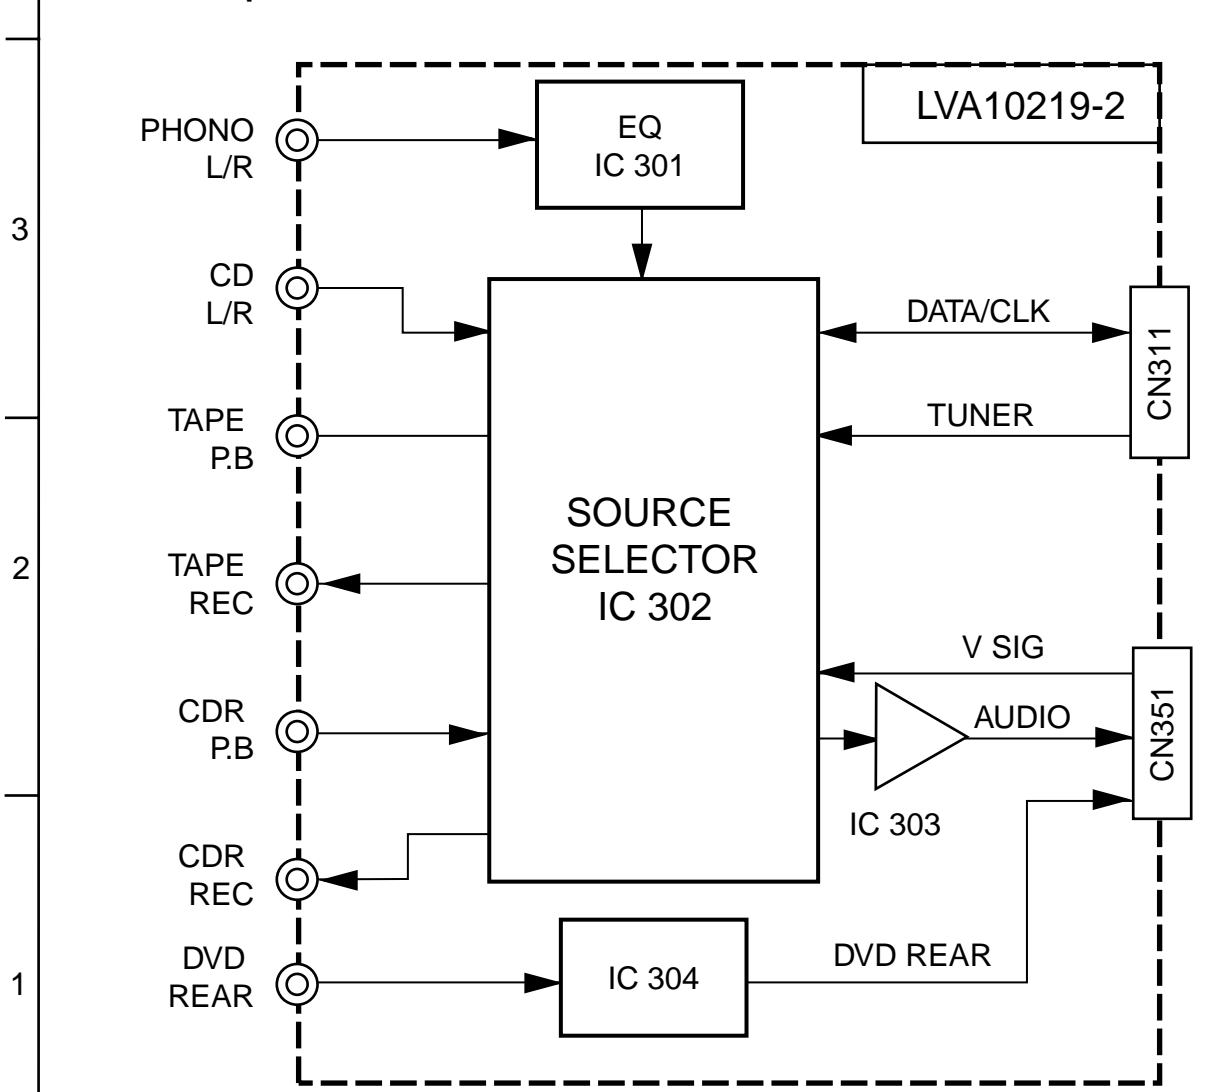 LVA10219-2
PHONO
L/R
EQ
IC 301
3
CD
L/R
DATA/CLK
CN311
TAPE
P.B
TUNER
SOURCE
SELECTOR
IC 302
2
TAPE
REC
V SIG
CDR
P.B
AUDIO
CN351
IC 303
CDR
REC
DVD
REAR
IC 304
DVD REAR
1